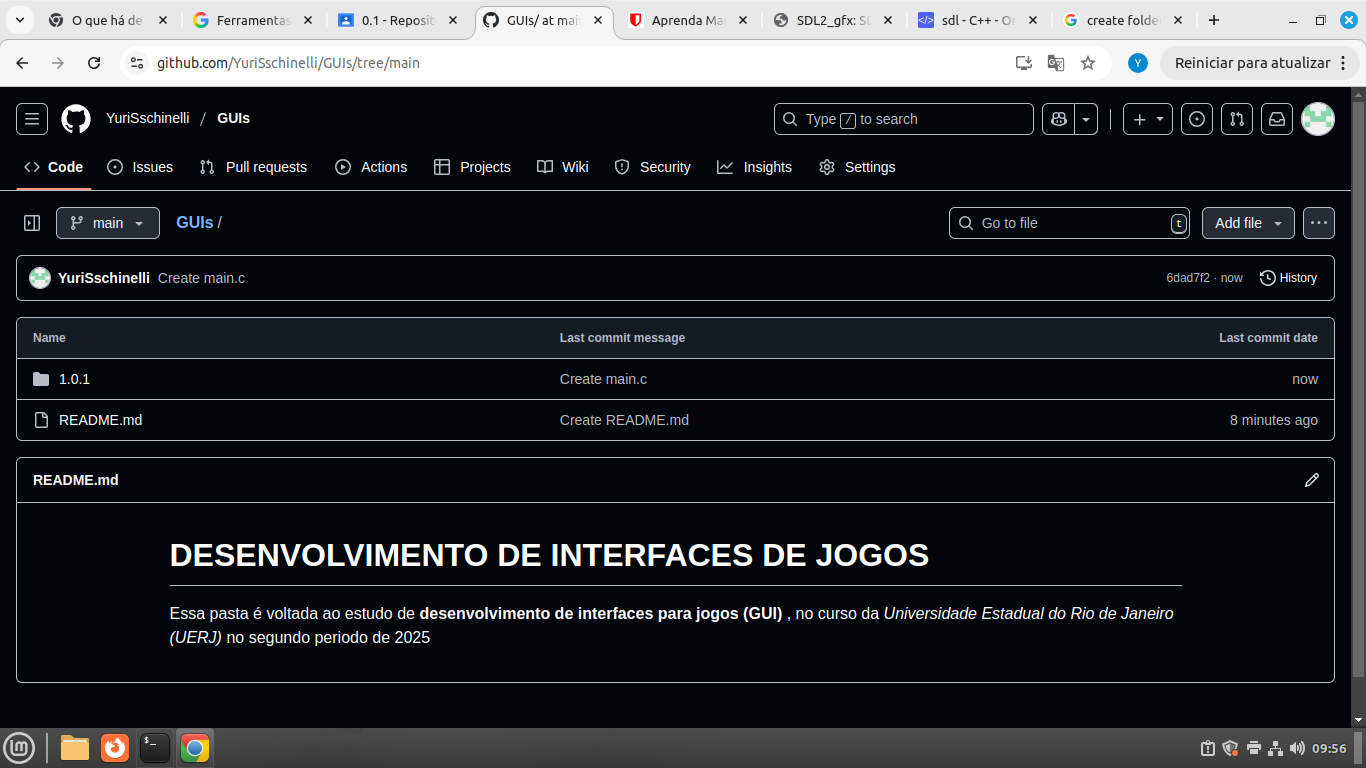 O que há de
Ferramentas
0.1 - Reposit
GUIs/ at mai
Aprenda Ma
SDL2_gfx: S
sdl - C++ - O
create folde
github.com/YuriSschinelli/GUIs/tree/main
Y
Reiniciar para atualizar
YuriSschinelli / GUIs
Type / to search
Code
Issues
Pull requests
Actions
Projects
Wiki
Security
Insights
Settings
main
GUIs /
Go to file
t
Add file
YuriSschinelli Create main.c
6dad7f2 · now
History
Name
Last commit message
Last commit date
1.0.1
Create main.c
now
README.md
Create README.md
8 minutes ago
README.md
DESENVOLVIMENTO DE INTERFACES DE JOGOS
Essa pasta é voltada ao estudo de desenvolvimento de interfaces para jogos (GUI) , no curso da Universidade Estadual do Rio de Janeiro
(UERJ) no segundo periodo de 2025
09:56